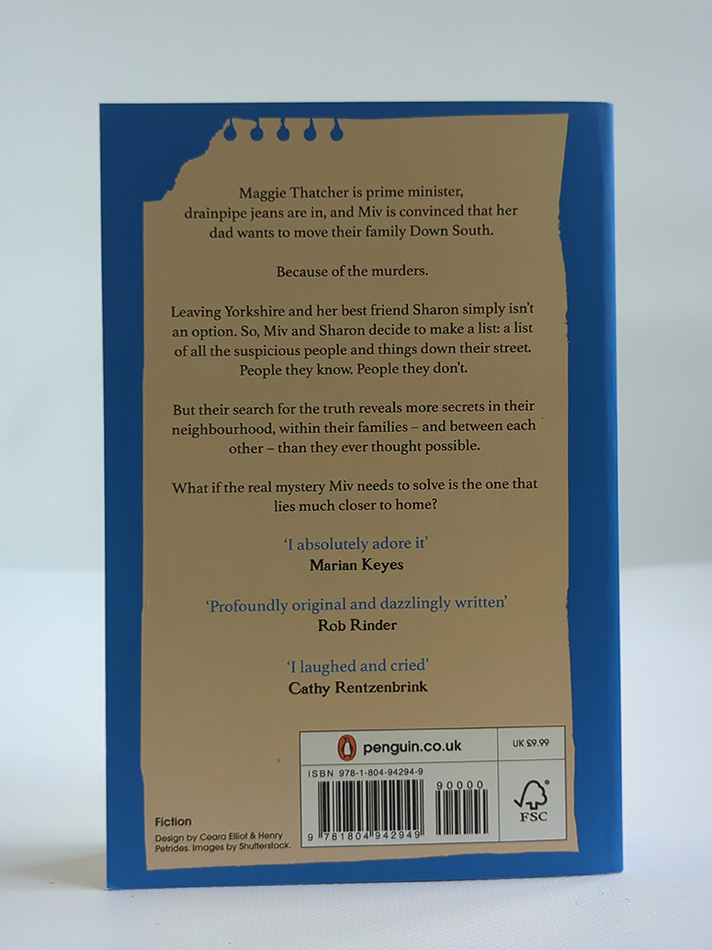 Maggie Thatcher is prime minister,
drainpipe jeans are in, and Miv is convinced that her
dad wants to move their family Down South.
Because of the murders.
Leaving Yorkshire and her best friend Sharon simply isn't
an option. So, Miv and Sharon decide to make a list: a list
of all the suspicious people and things down their street.
People they know. People they don't.
But their search for the truth reveals more secrets in their
neighbourhood, within their families – and between each
other – than they ever thought possible.
What if the real mystery Miv needs to solve is the one that
lies much closer to home?
‘I absolutely adore it’
Marian Keyes
‘Profoundly original and dazzlingly written’
Rob Rinder
‘I laughed and cried’
Cathy Rentzenbrink
penguin.co.uk
UK £9.99
ISBN 978-1-804-94294-9
90000
9 781804 942949
FSC
Fiction
Design by Ceara Elliot & Henry
Petrides. Images by Shutterstock.